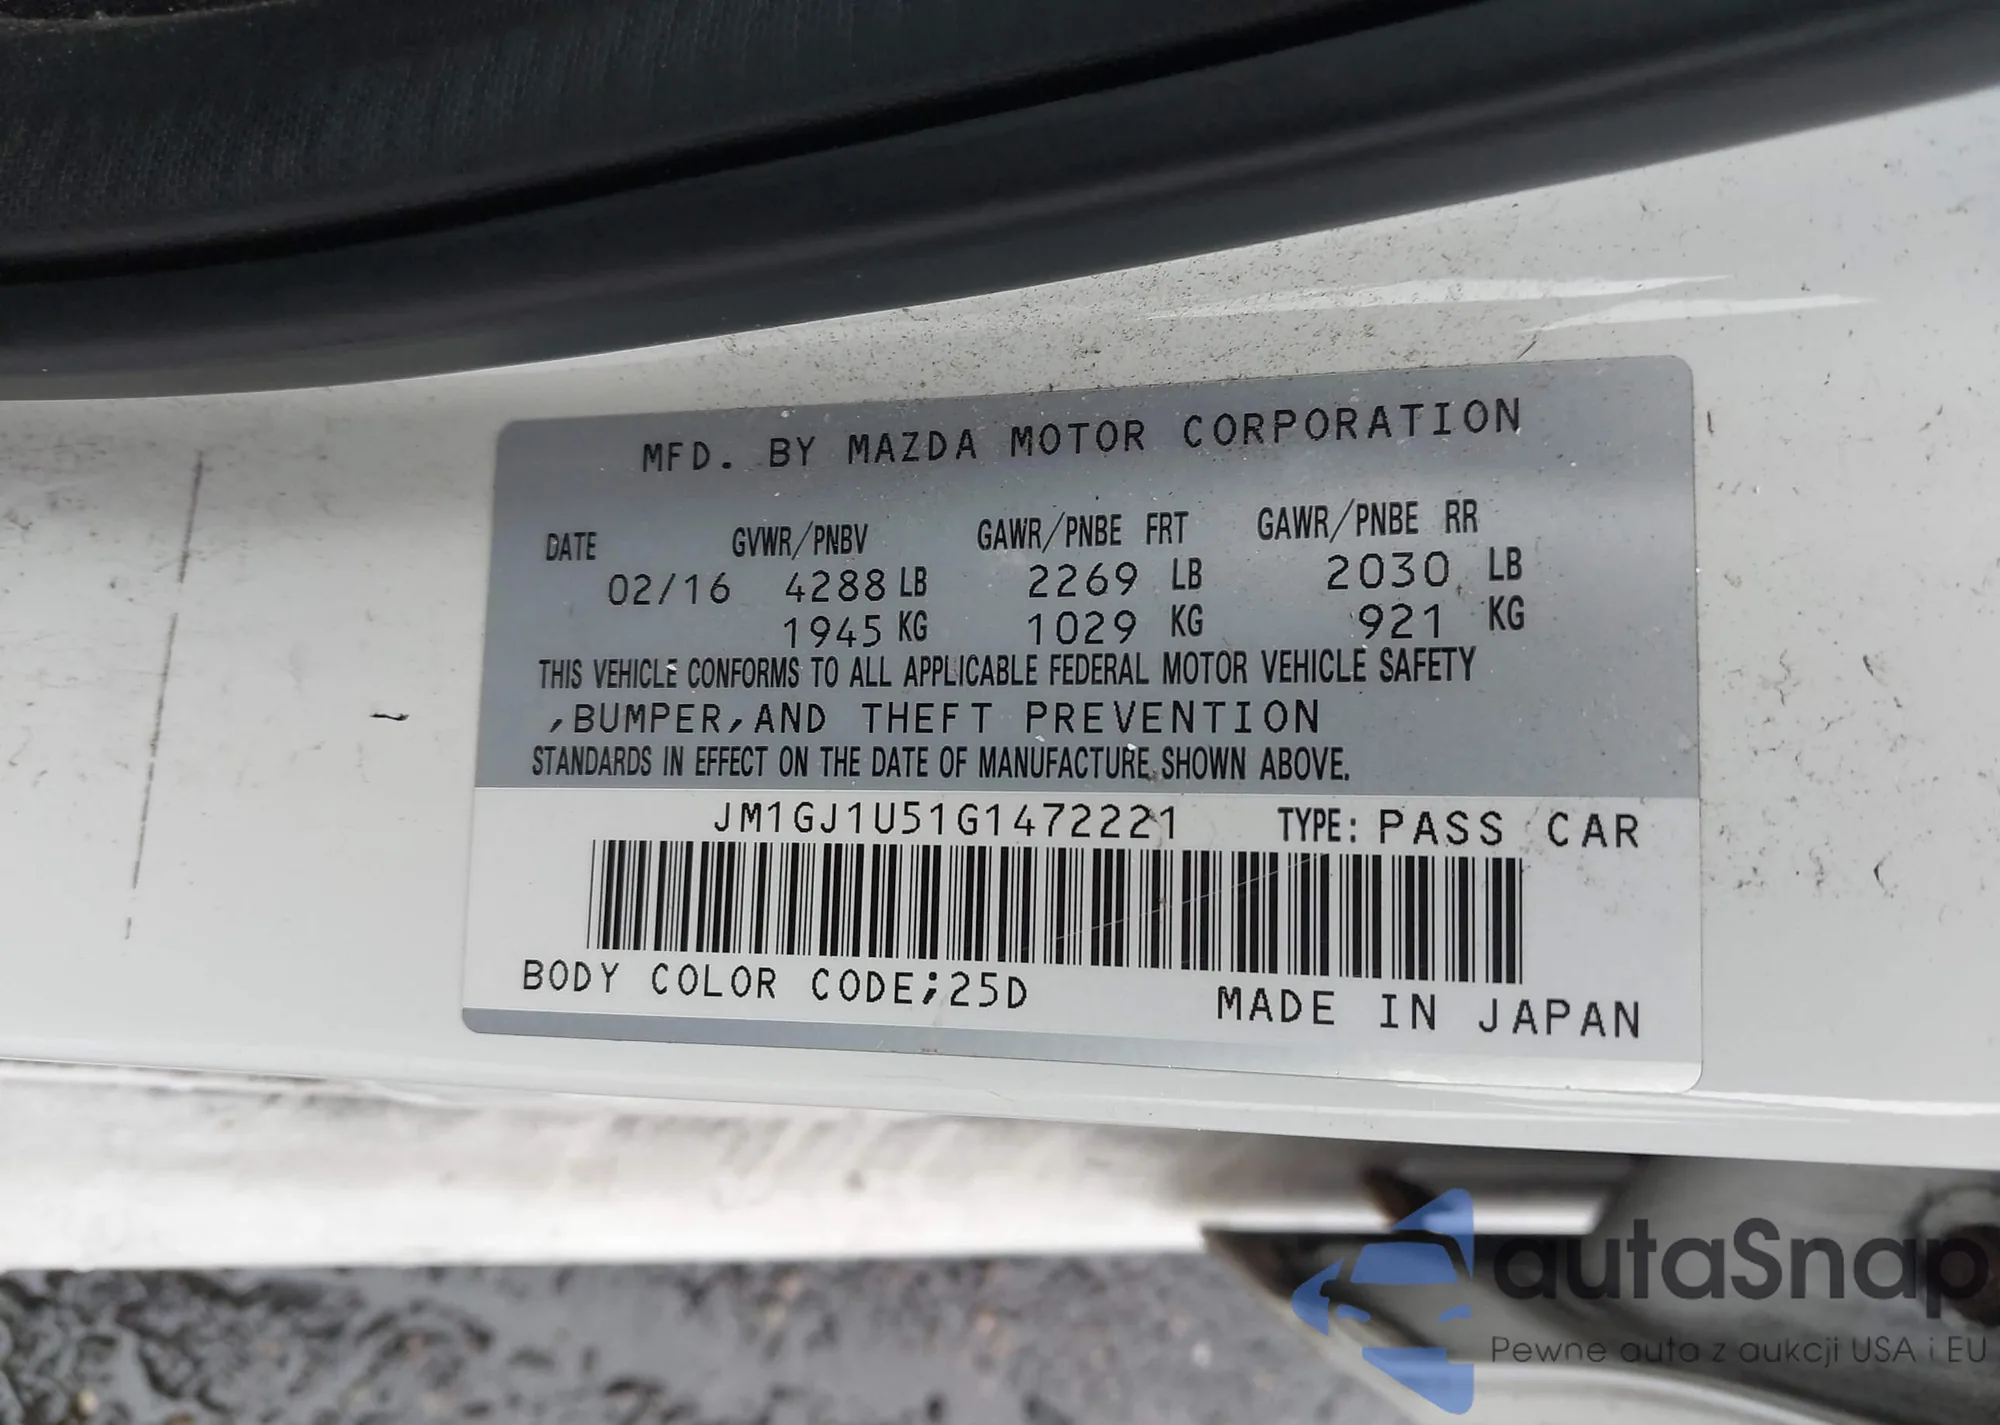 MFD. BY MAZDA MOTOR CORPORATION
DATE GVWR/PNBV GAWR/PNBE FRT GAWR/PNBE RR
02/16 4288 LB 2269 LB 2030 LB
1945 KG 1029 KG 921 KG
THIS VEHICLE CONFORMS TO ALL APPLICABLE FEDERAL MOTOR VEHICLE SAFETY
,BUMPER,AND THEFT PREVENTION
STANDARDS IN EFFECT ON THE DATE OF MANUFACTURE SHOWN ABOVE.
JM1GJ1U51G1472221 TYPE: PASS CAR
BODY COLOR CODE;25D
MADE IN JAPAN
autaSnap
Pewne auta z aukcji USA i EU